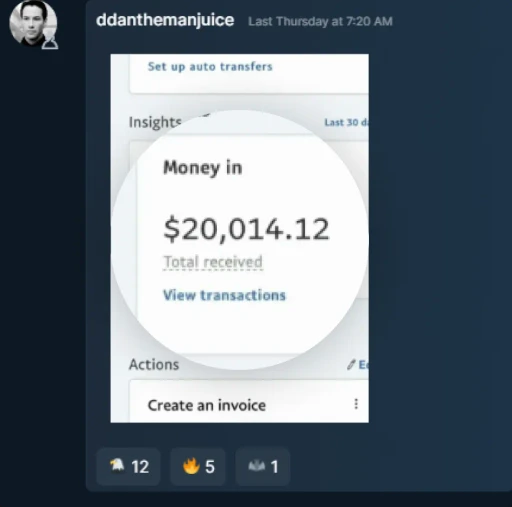 ddanthemanjuice Last Thursday at 7:20 AM
Set up auto transfers
Insights
Last 30
Money in
$20,014.12
Total received
View transactions
Actions
Create an invoice
12 5 1